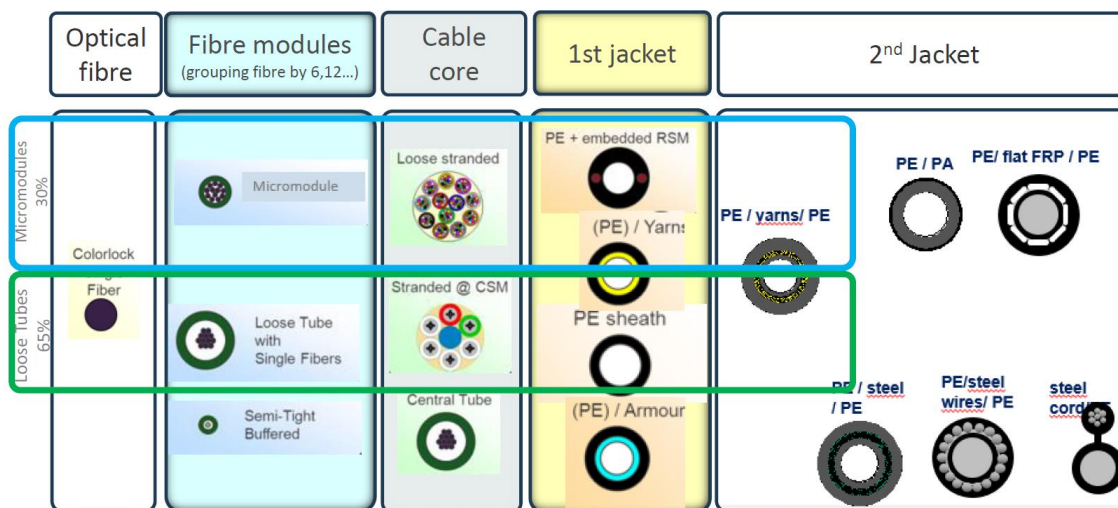 Optical
fibre
Fibre modules
(grouping fibre by 6,12...)
Cable
core
1st jacket
2nd Jacket
Micromodules
30%
Loose Tubes
65%
Colorlock
Fiber
Micromodule
Loose Tube
with
Single Fibers
Semi-Tight
Buffered
Loose stranded
Stranded @ CSM
Central Tube
PE + embedded RSM
(PE) / Yarns
PE sheath
(PE) / Armour
PE / yarns/ PE
PE / PA
PE/ flat FRP / PE
PE / steel
/ PE
PE/steel
wires/ PE
steel